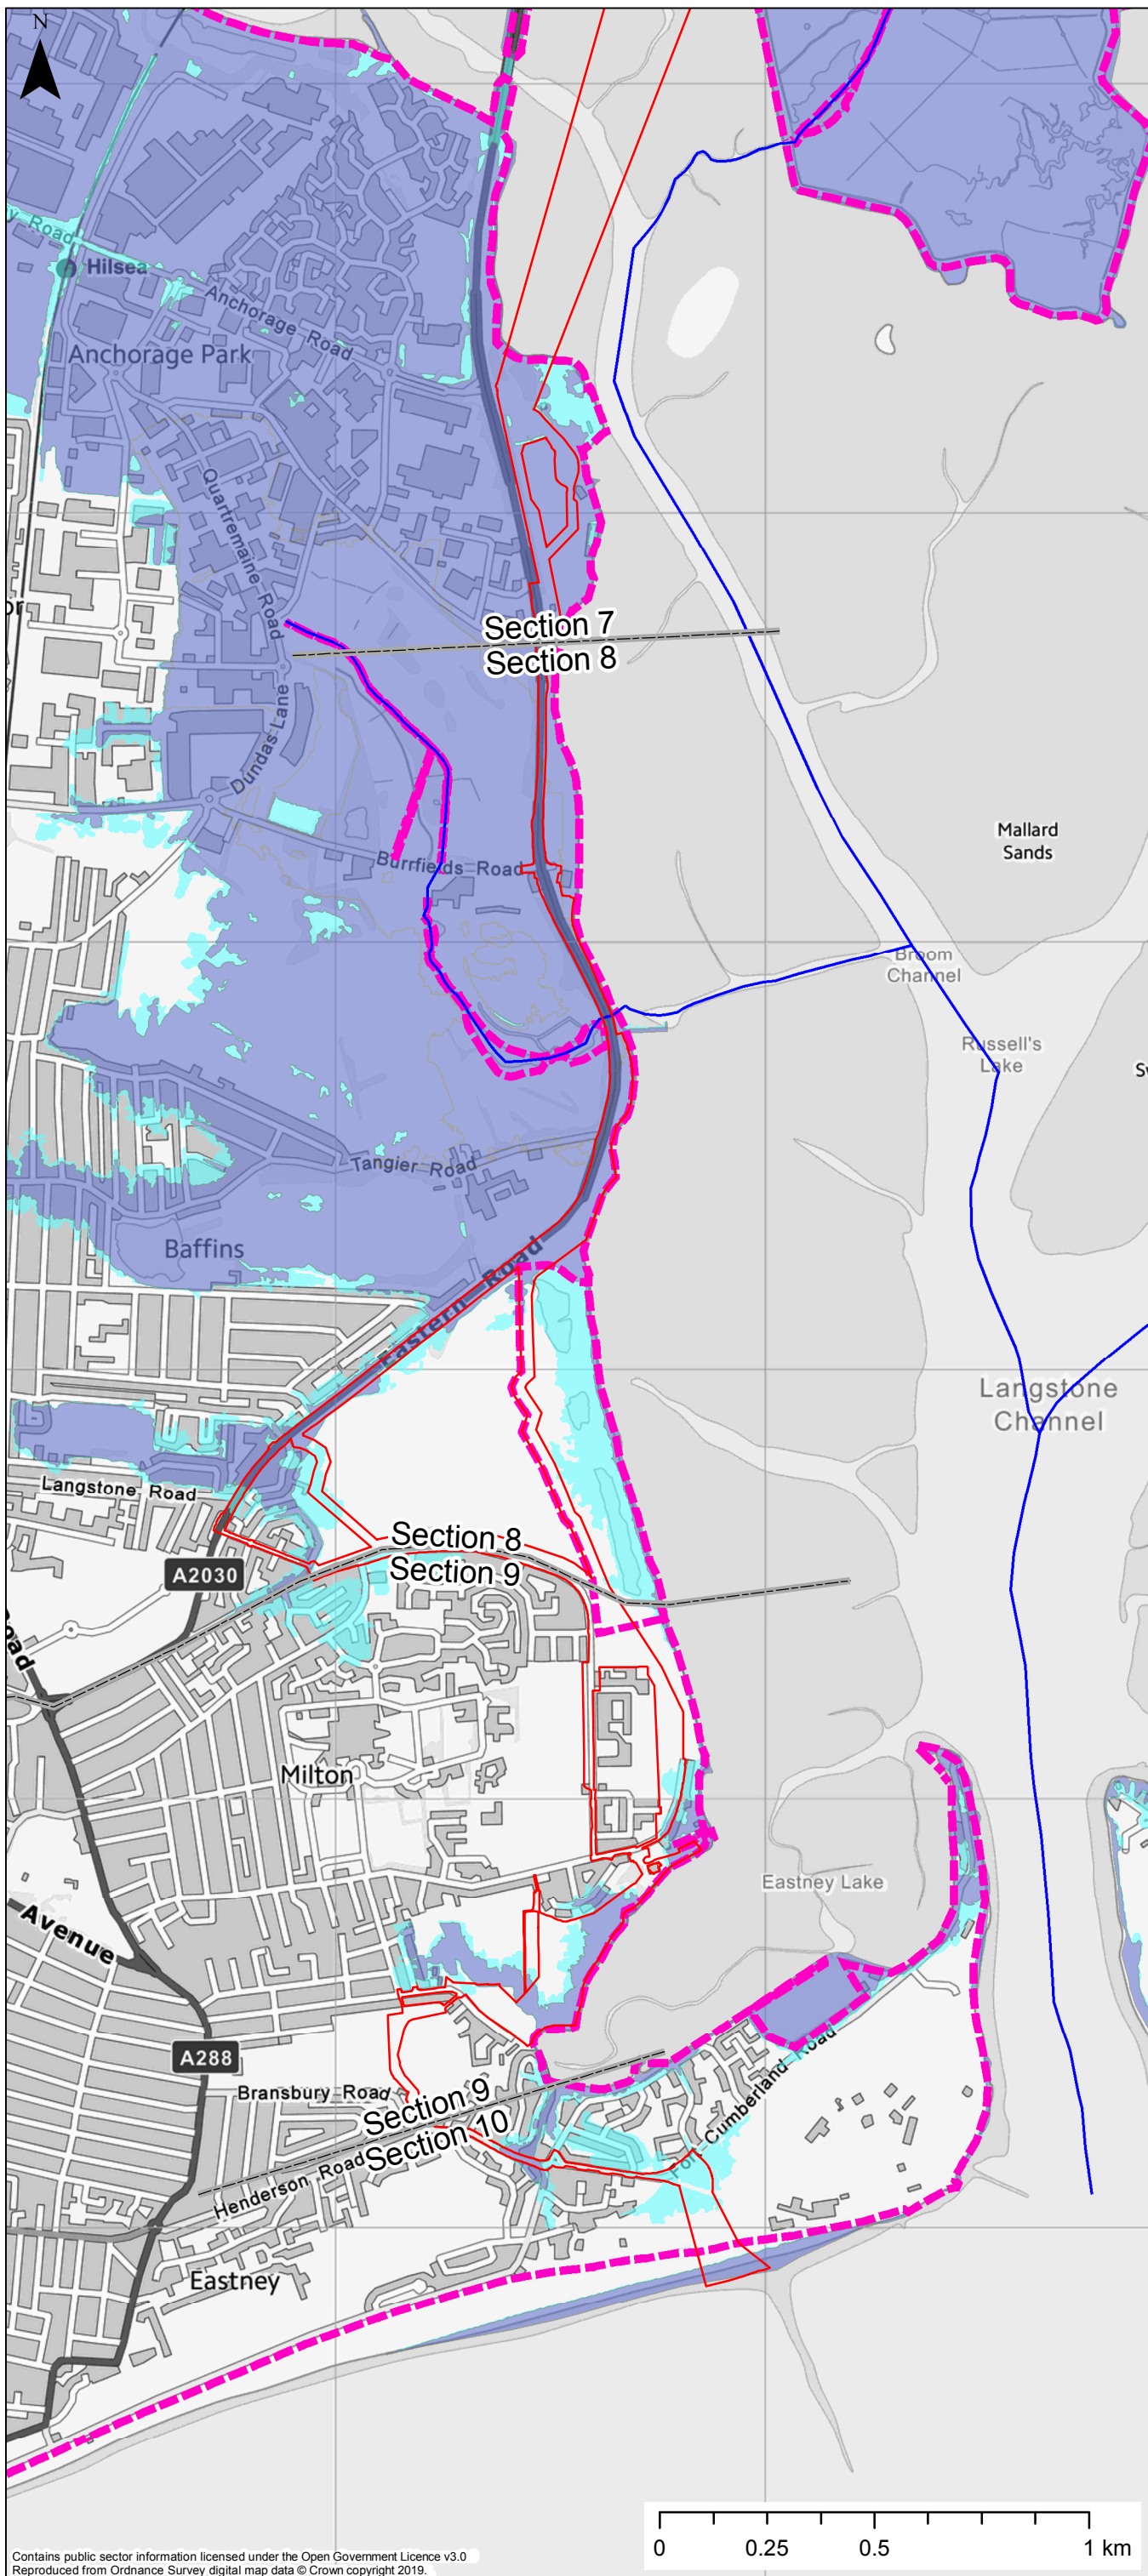 N
y Road
Hilsea
Anchorage Road
Anchorage Park
Quartremaine Road
or
Section 7
Section 8
Dundas Lane
Mallard
Sands
Burrfields Road
Broom
Channel
Russell's
Lake
Tangier Road
Baffins
Eastern Road
Langstone
Channel
Langstone Road
Section 8
Section 9
A2030
oad
Milton
Eastney Lake
Avenue
A288
Bransbury Road
Fort Cumberland Road
Section 9
Section 10
Henderson Road
Eastney
0 0.25 0.5 1 km
Contains public sector information licensed under the Open Government Licence v3.0
Reproduced from Ordnance Survey digital map data © Crown copyright 2019.